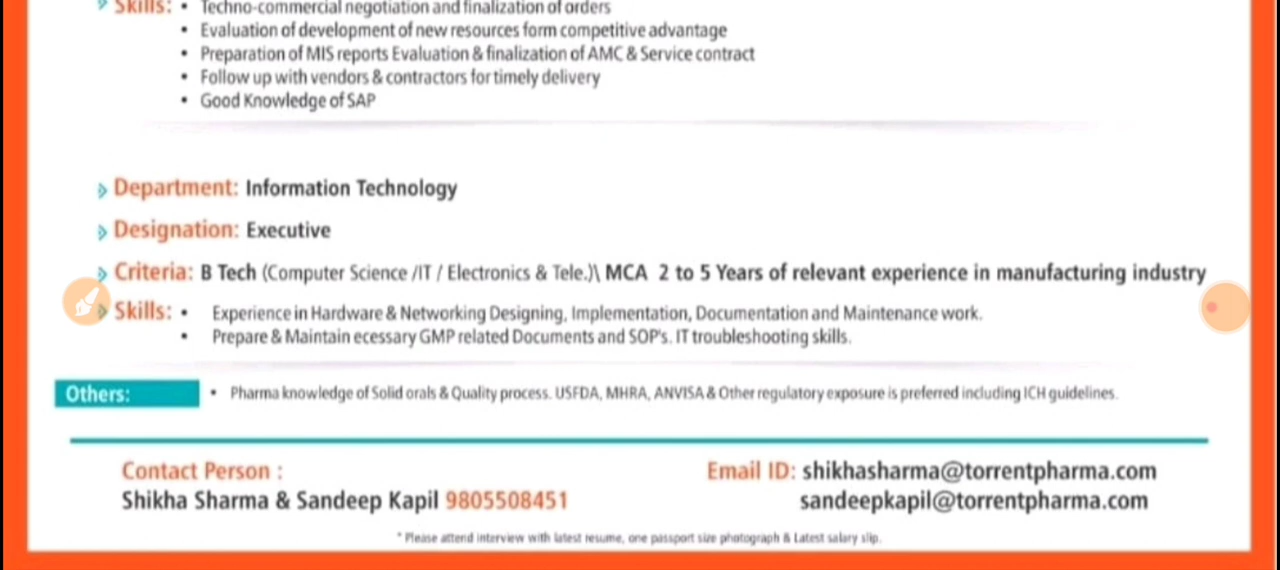 Skills: • Techno-commercial negotiation and finalization of orders
• Evaluation of development of new resources form competitive advantage
• Preparation of MIS reports Evaluation & finalization of AMC & Service contract
• Follow up with vendors & contractors for timely delivery
• Good Knowledge of SAP
Department: Information Technology
Designation: Executive
Criteria: B Tech (Computer Science /IT / Electronics & Tele.)\ MCA 2 to 5 Years of relevant experience in manufacturing industry
Skills: • Experience in Hardware & Networking Designing, Implementation, Documentation and Maintenance work.
• Prepare & Maintain ecessary GMP related Documents and SOP's. IT troubleshooting skills.
Others: • Pharma knowledge of Solid orals & Quality process. USFDA, MHRA, ANVISA & Other regulatory exposure is preferred including ICH guidelines.
Contact Person :
Shikha Sharma & Sandeep Kapil 9805508451
Email ID: shikhasharma@torrentpharma.com
sandeepkapil@torrentpharma.com
* Please attend interview with latest resume, one passport size photograph & Latest salary slip.